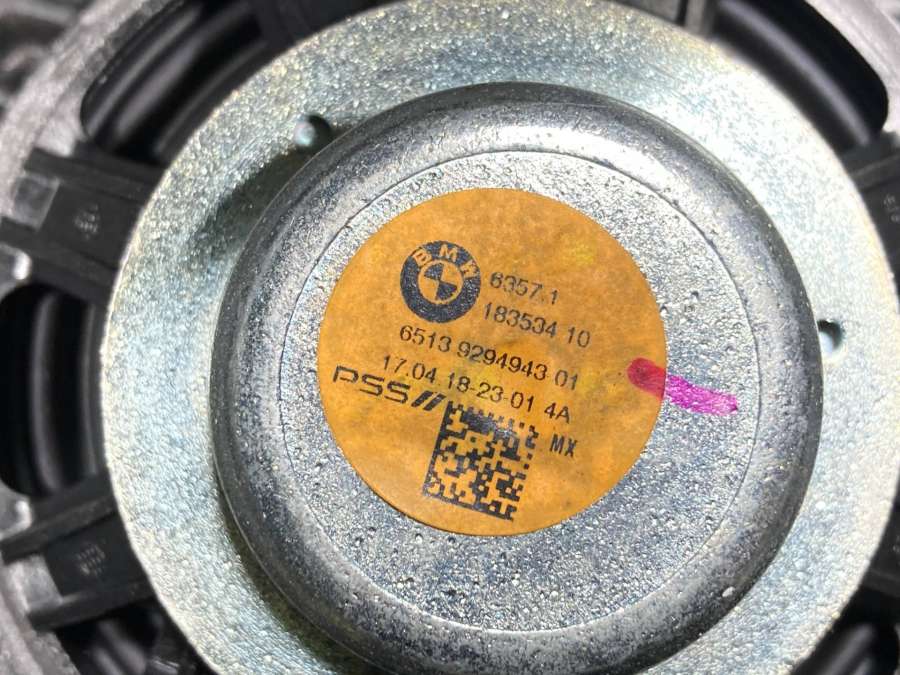 BMW
6357.1
183534 10
6513 9294943 01
17.04 18-23-01 4A
PSS//
MX